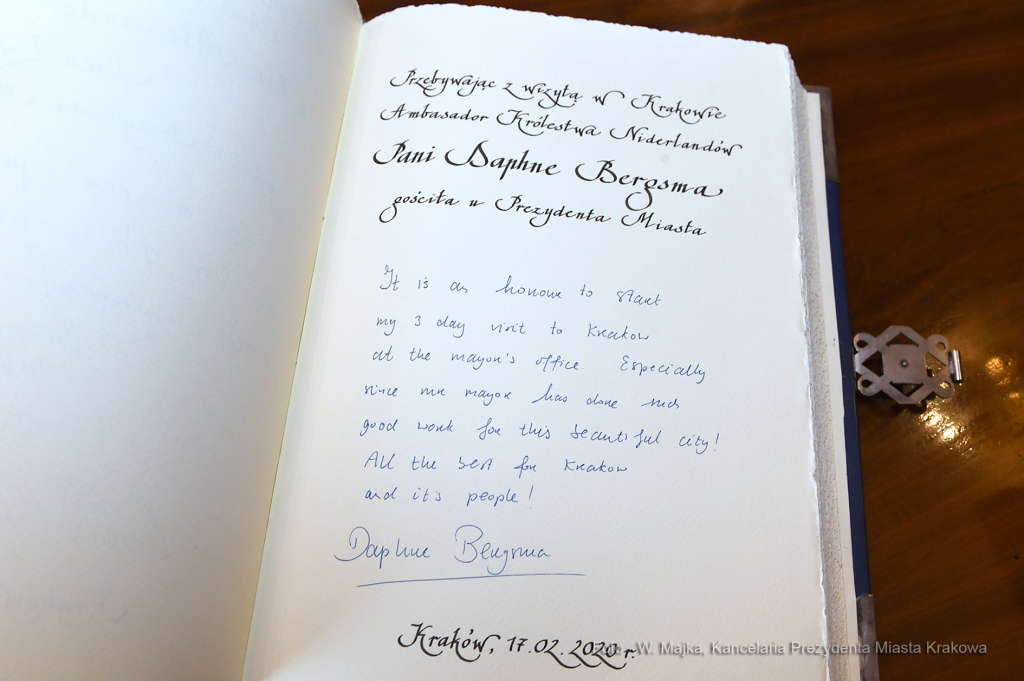 Przebywając z wizytą w Krakowie
Ambasador Królestwa Niderlandów
Pani Daphne Bergsma
gościła u Prezydenta Miasta
It is an honour to start
my 3 day visit to Krakow
at the mayor's office. Especially
since mr mayor has done such
good work for this beautiful city!
All the best for Krakow
and it's people!
Daphne Bergsma
Kraków, 17.02.2020 r.
W. Majka, Kancelaria Prezydenta Miasta Krakowa